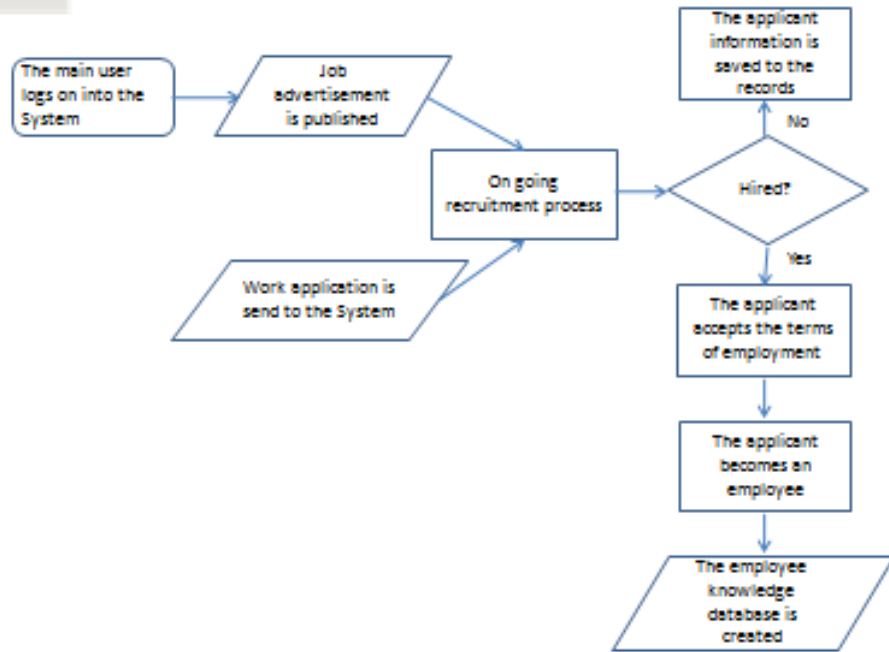 The main user
logs on into the
System
Job
advertisement
is published
On going
recruitment process
Work application is
send to the System
Hired?
No
The applicant
information is
saved to the
records
Yes
The applicant
accepts the terms
of employment
The applicant
becomes an
employee
The employee
knowledge
database is
created